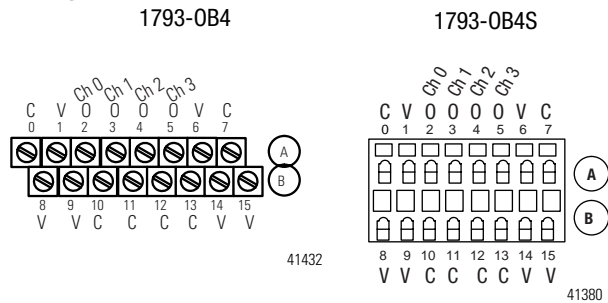 1793-OB4
Ch 0 Ch 1 Ch 2 Ch 3
C V O O O O V C
0 1 2 3 4 5 6 7
A
B
8 9 10 11 12 13 14 15
V V C C C C V V
41432
1793-OB4S
Ch 0 Ch 1 Ch 2 Ch 3
C V O O O O V C
0 1 2 3 4 5 6 7
A
B
8 9 10 11 12 13 14 15
V V C C C C V V
41380